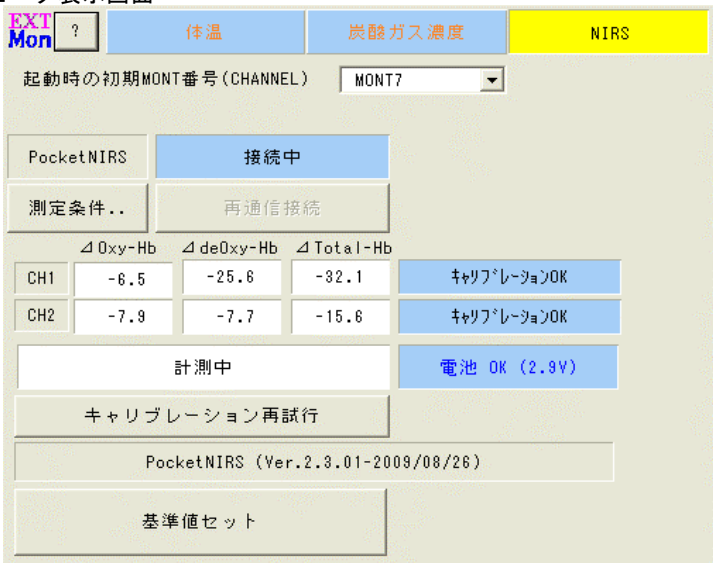 EXT Mon ? 体温 炭酸ガス濃度 NIRS
起動時の初期MONT番号(CHANNEL) MONT7
PocketNIRS 接続中
測定条件.. 再通信接続
⊿Oxy-Hb ⊿deOxy-Hb ⊿Total-Hb
CH1 -6.5 -25.6 -32.1 ｷｬﾘﾌﾞﾚｰｼｮﾝOK
CH2 -7.9 -7.7 -15.6 ｷｬﾘﾌﾞﾚｰｼｮﾝOK
計測中 電池 OK (2.9V)
キャリブレーション再試行
PocketNIRS (Ver.2.3.01-2009/08/26)
基準値セット